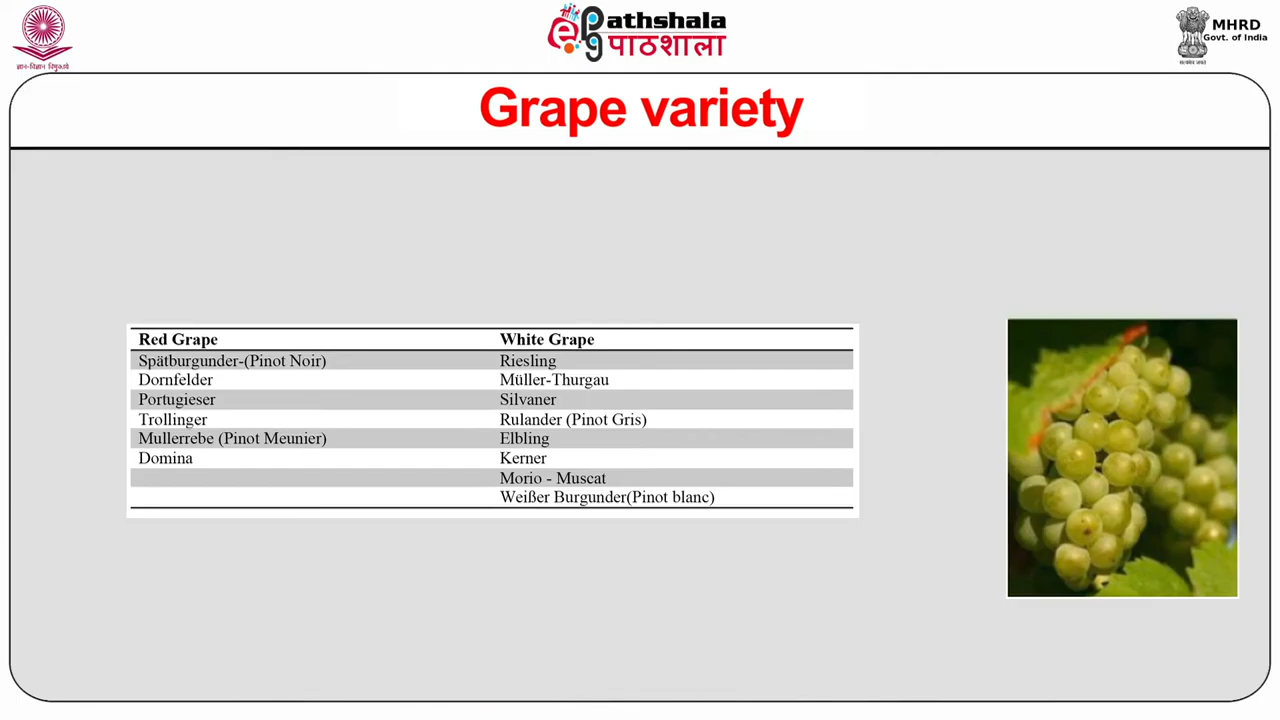 ePathshala
पाठशाला
MHRD
Govt. of India
Grape variety
Red Grape White Grape
Spätburgunder-(Pinot Noir) Riesling
Dornfelder Müller-Thurgau
Portugieser Silvaner
Trollinger Rulander (Pinot Gris)
Mullerrebe (Pinot Meunier) Elbling
Domina Kerner
Morio - Muscat
Weißer Burgunder(Pinot blanc)